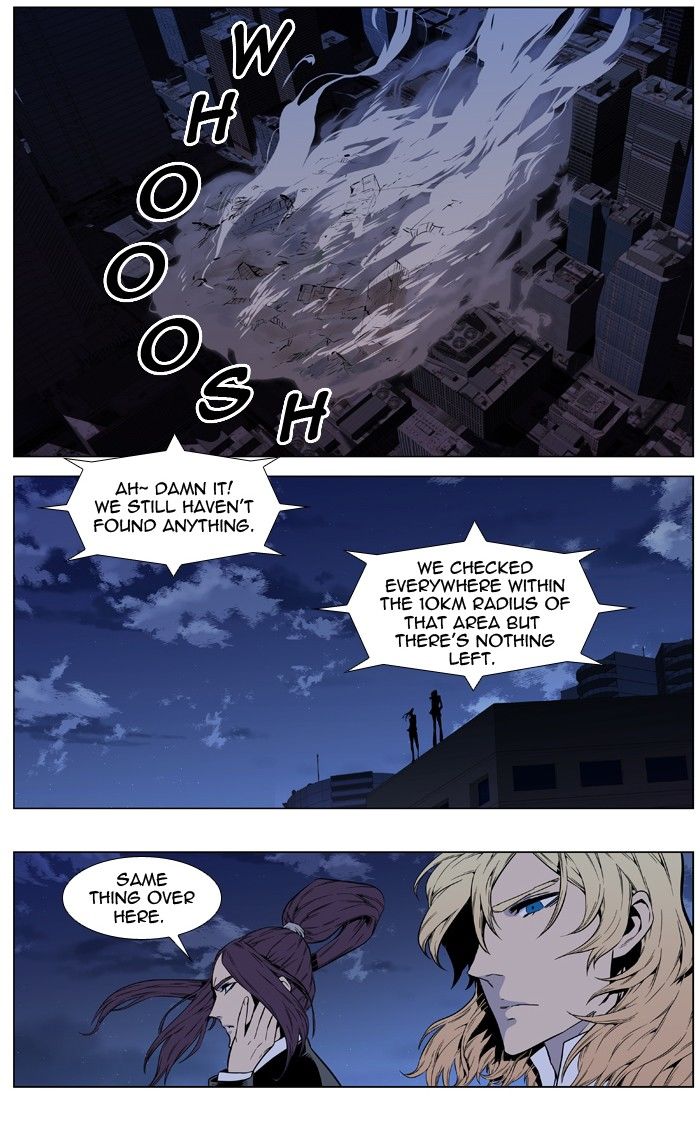 WHOOOSH
AH~ DAMN IT!
WE STILL HAVEN'T
FOUND ANYTHING.
WE CHECKED
EVERYWHERE WITHIN
THE 10KM RADIUS OF
THAT AREA BUT
THERE'S NOTHING
LEFT.
SAME
THING OVER
HERE.